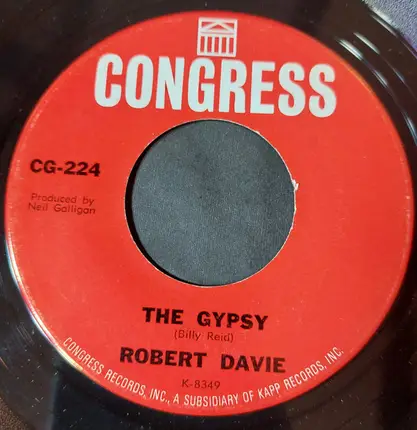 CONGRESS
CG-224
Produced by
Neil Galligan
THE GYPSY
(Billy Reid)
ROBERT DAVIE
K-8349
CONGRESS RECORDS, INC., A SUBSIDIARY OF KAPP RECORDS, INC.